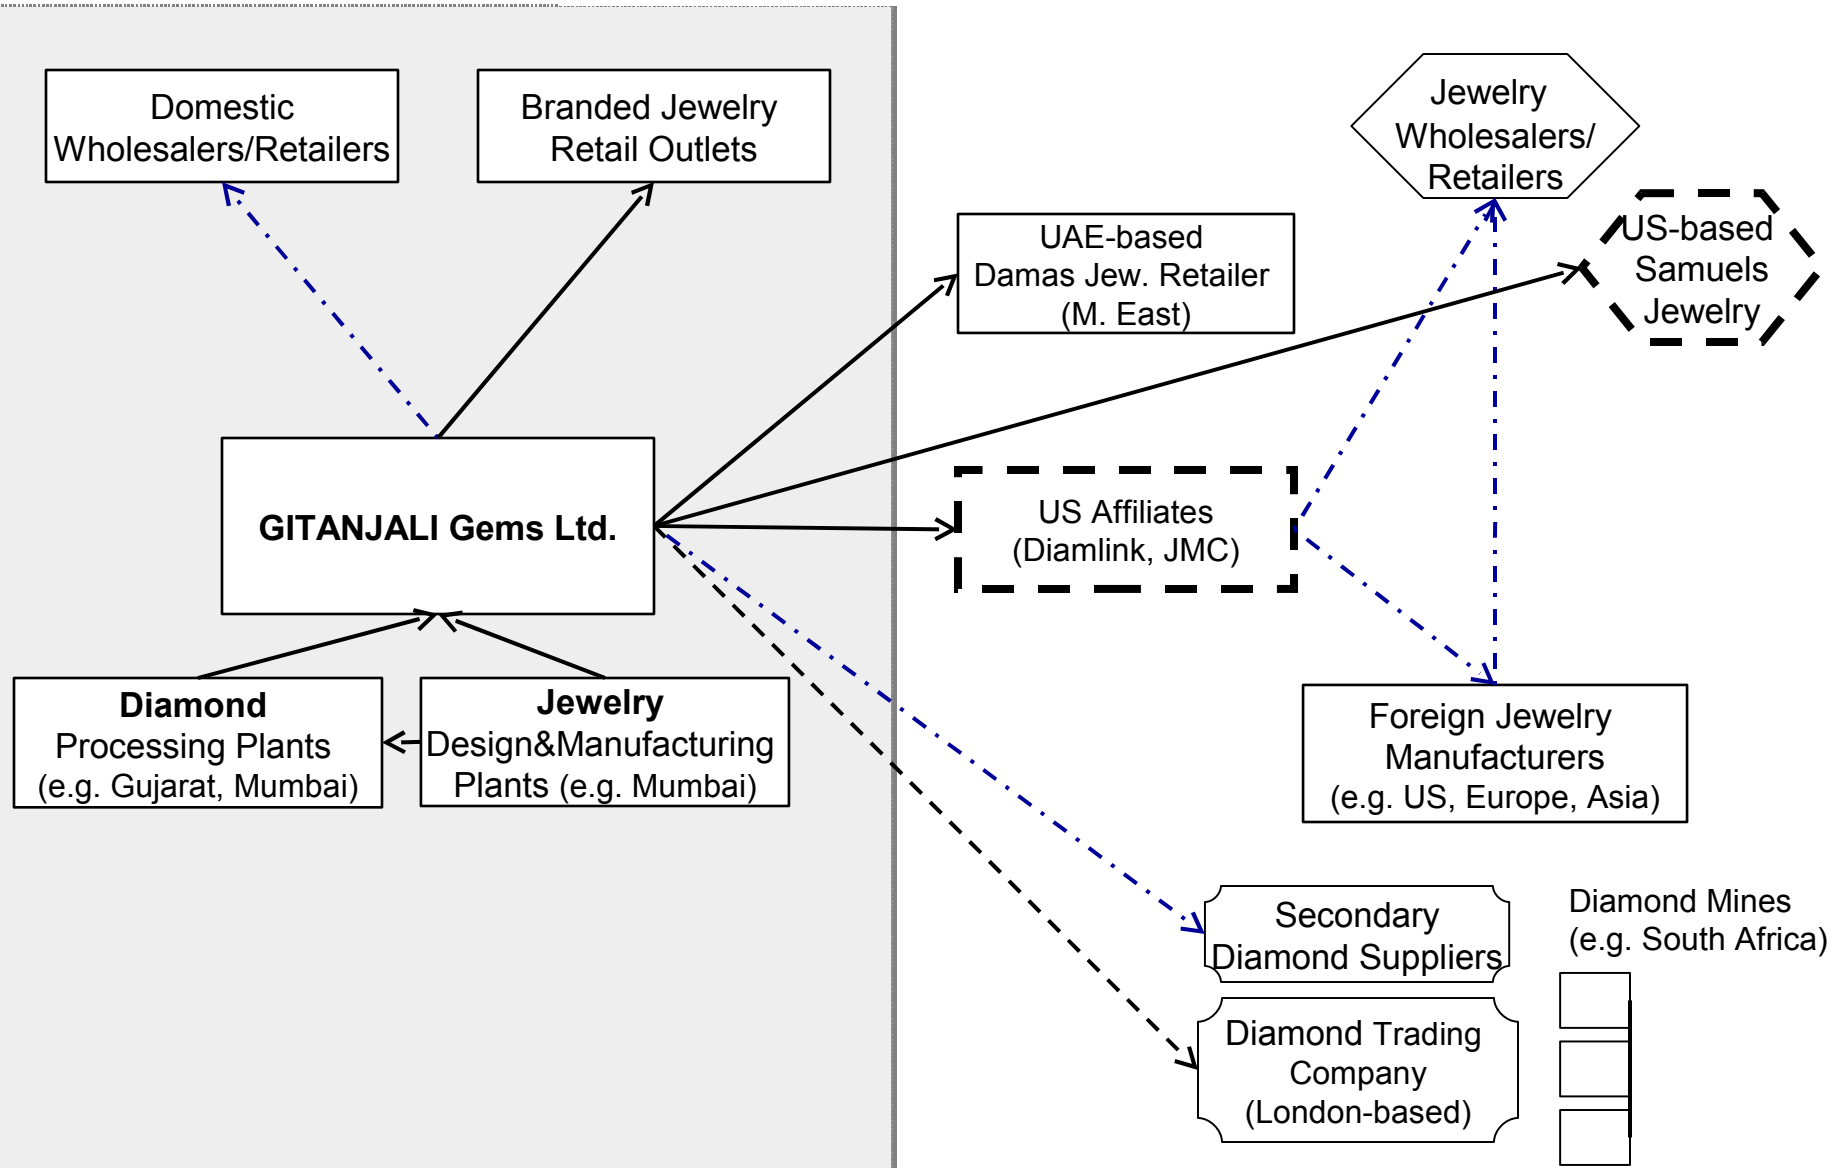 Domestic
Wholesalers/Retailers
Branded Jewelry
Retail Outlets
Jewelry
Wholesalers/
Retailers
UAE-based
Damas Jew. Retailer
(M. East)
US-based
Samuels
Jewelry
GITANJALI Gems Ltd.
US Affiliates
(Diamlink, JMC)
Diamond
Processing Plants
(e.g. Gujarat, Mumbai)
Jewelry
Design&Manufacturing
Plants (e.g. Mumbai)
Foreign Jewelry
Manufacturers
(e.g. US, Europe, Asia)
Secondary
Diamond Suppliers
Diamond Mines
(e.g. South Africa)
Diamond Trading
Company
(London-based)